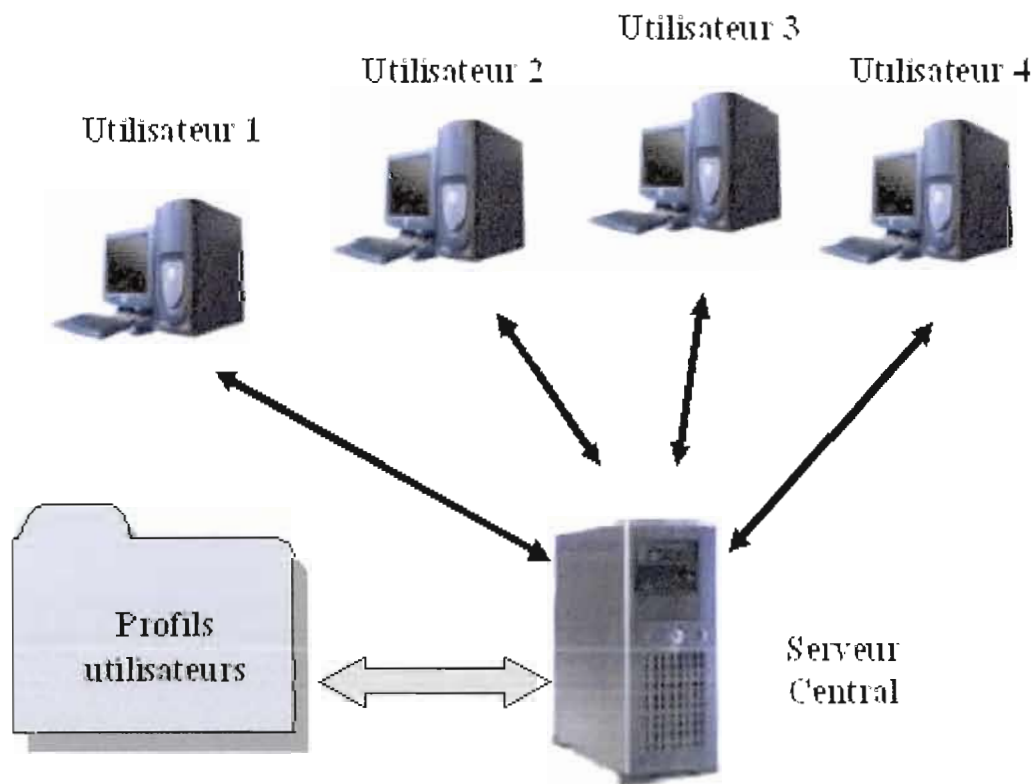 Utilisateur 1
Utilisateur 2
Utilisateur 3
Utilisateur 4
Profils
utilisateurs
Serveur
Central